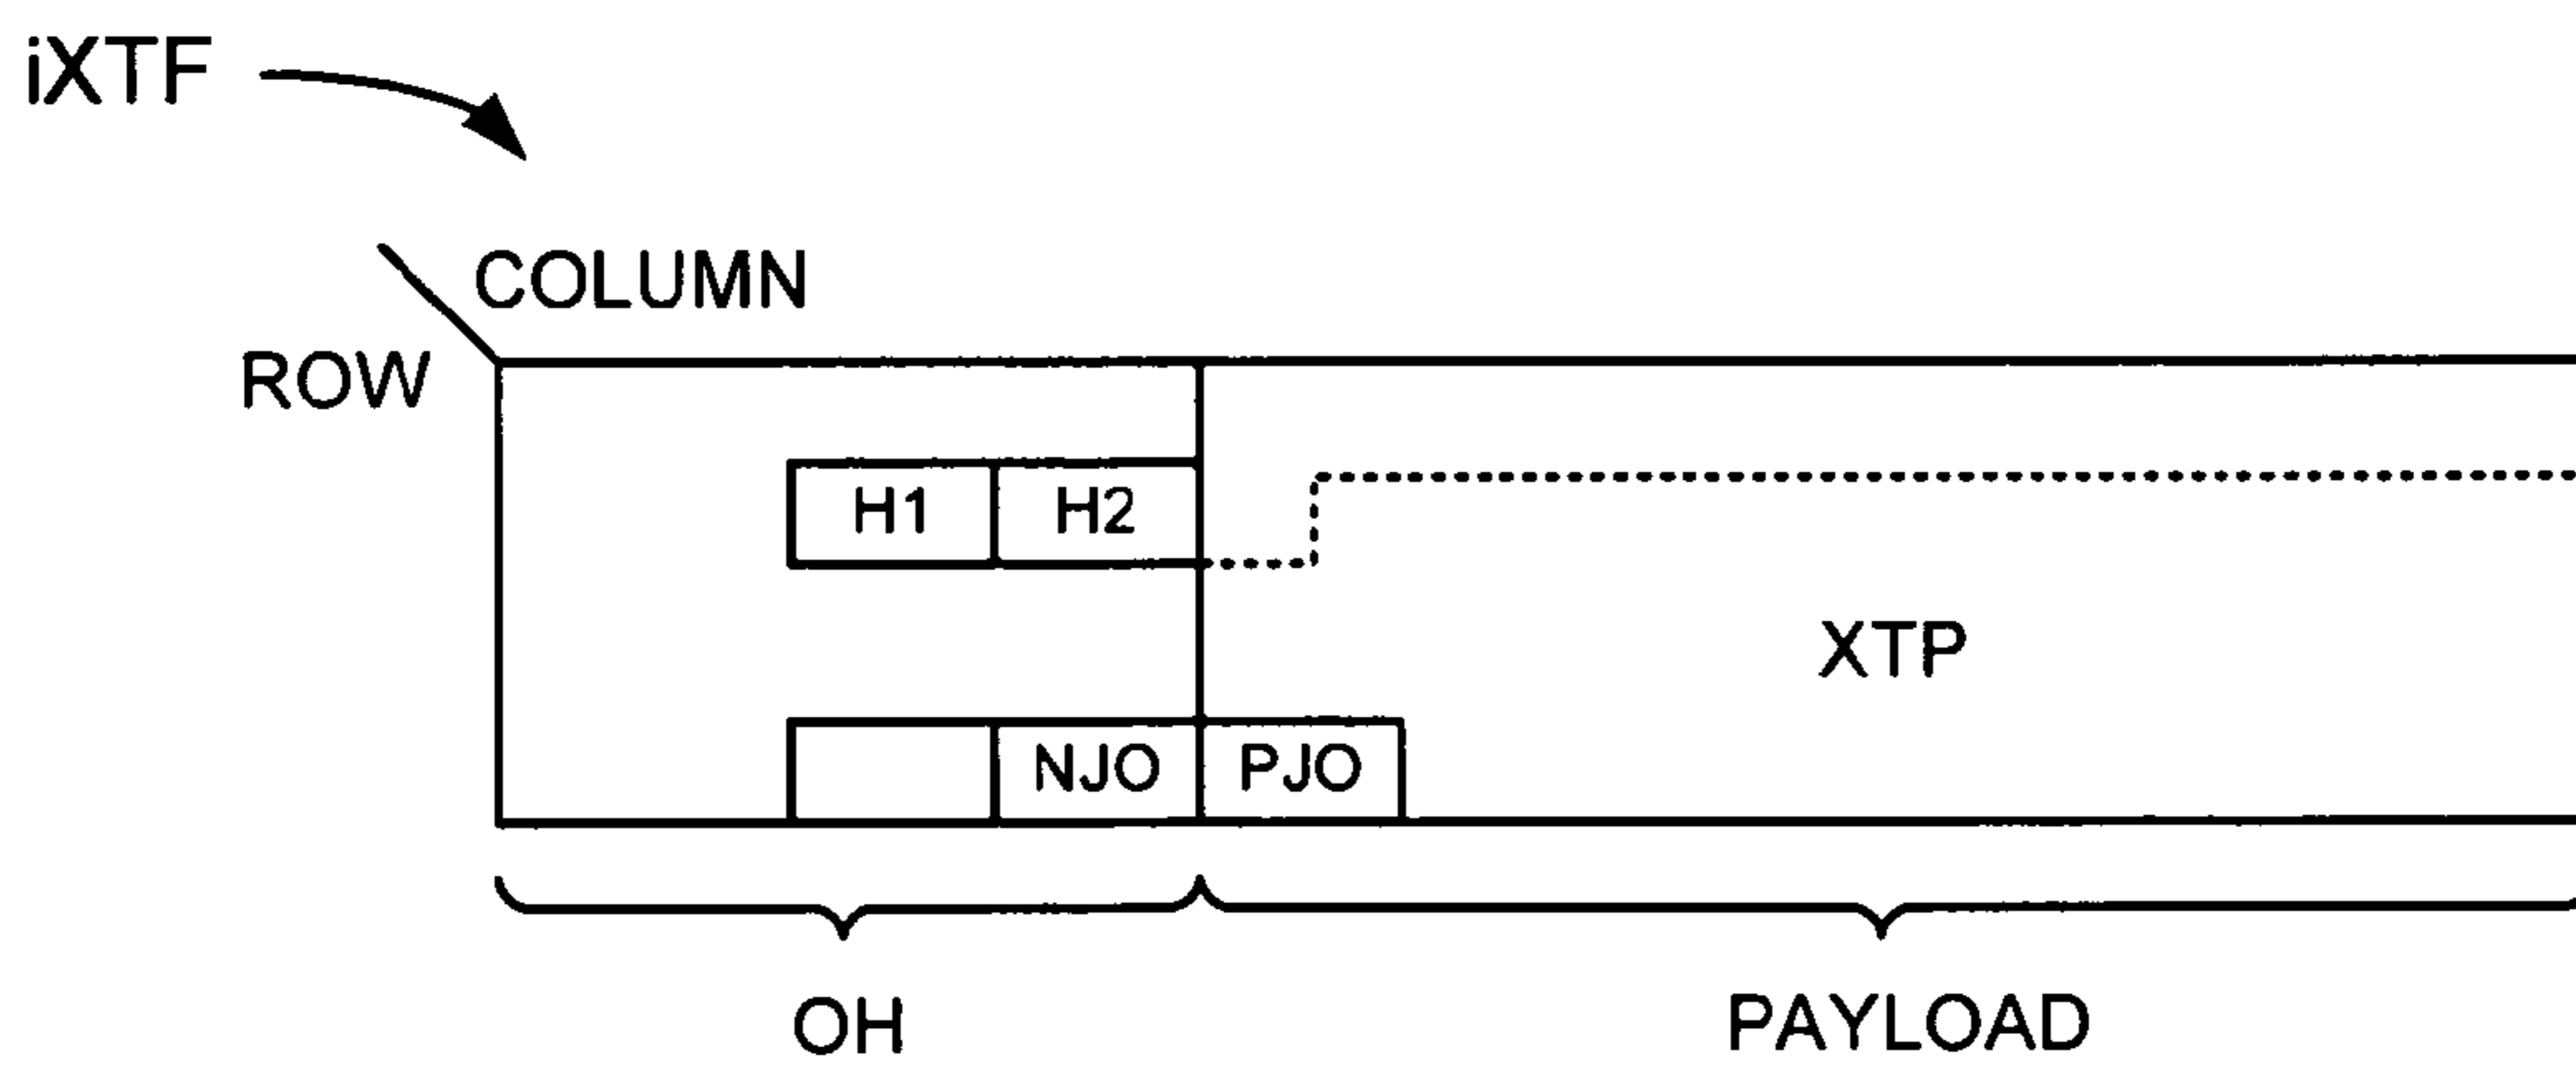 iXTF
COLUMN
ROW
H1 H2
XTP
NJO PJO
OH PAYLOAD